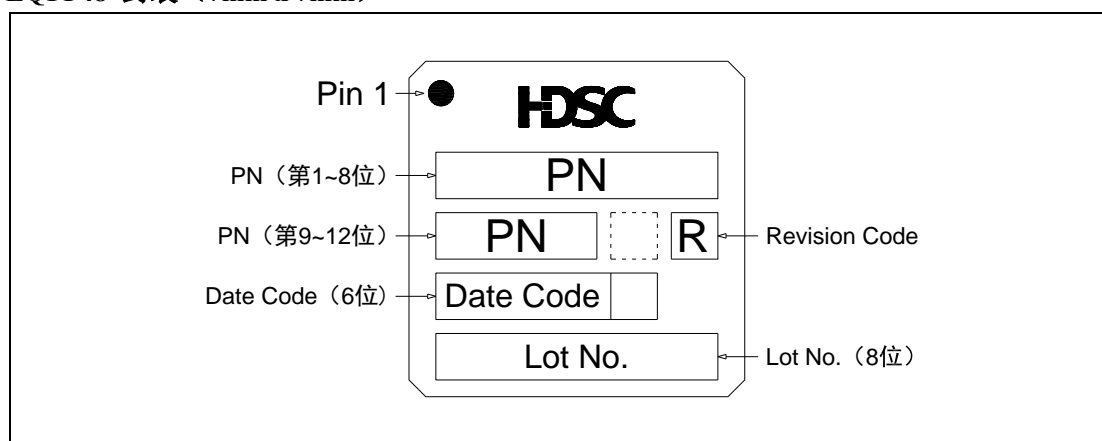 Pin 1
HDSC
PN（第1~8位）
PN
PN（第9~12位）
PN
R
Revision Code
Date Code（6位）
Date Code
Lot No.
Lot No.（8位）